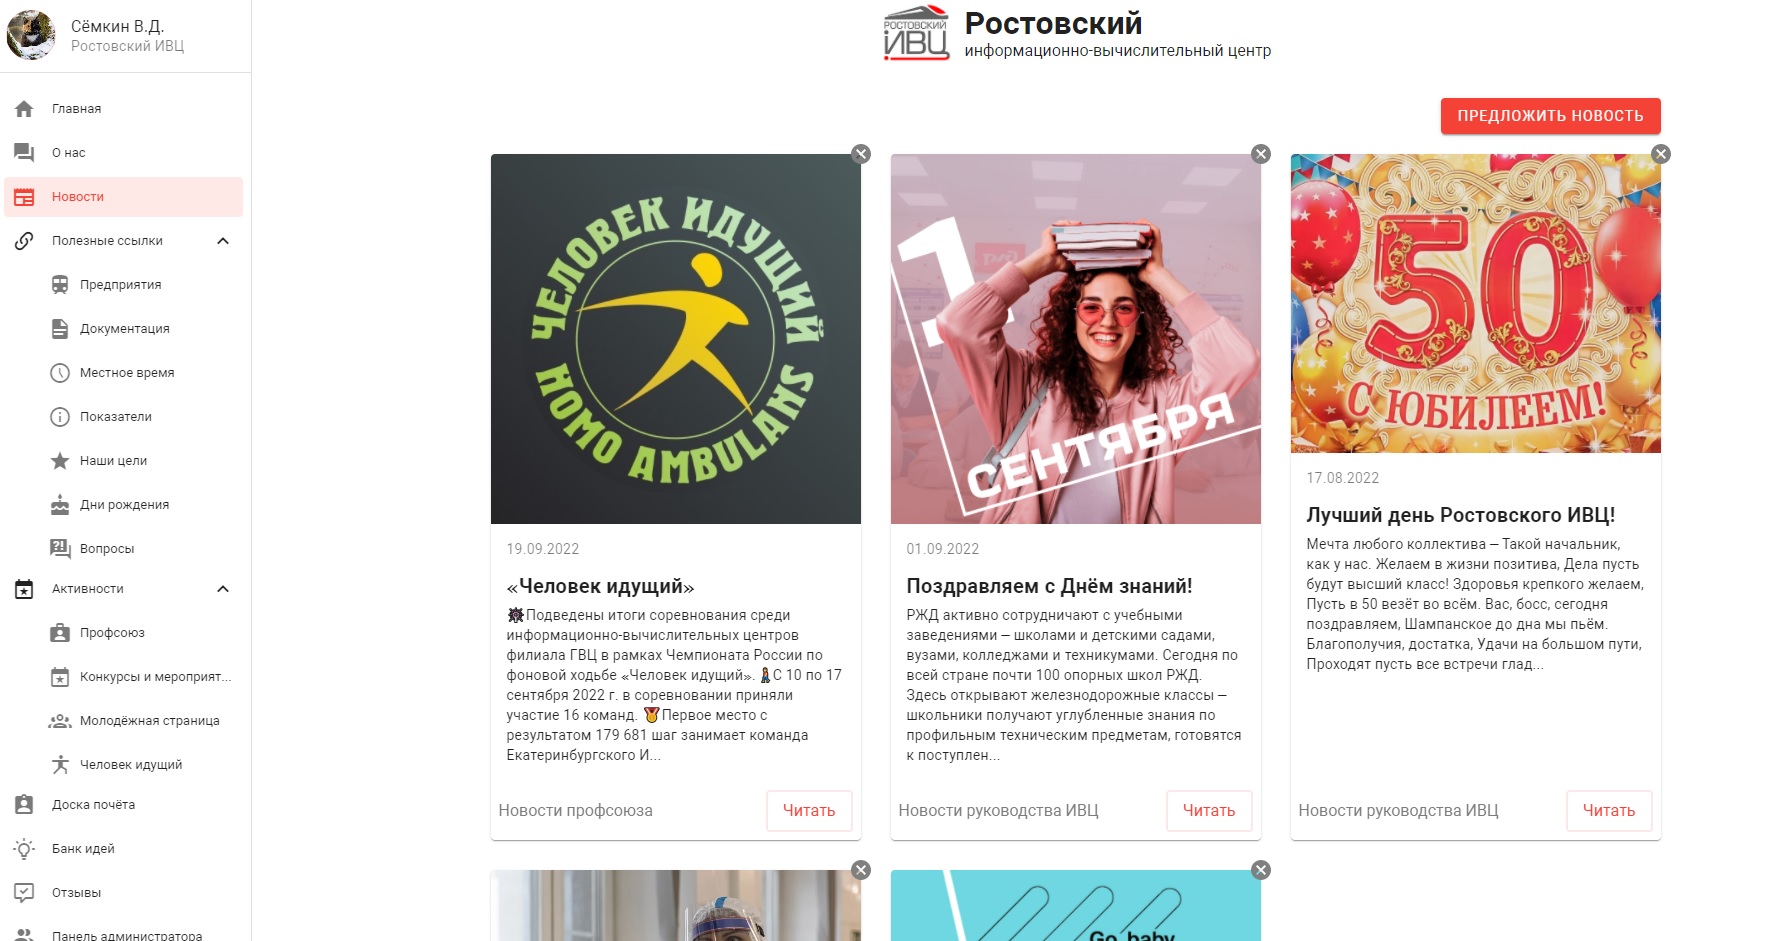 Сёмкин В.Д.
Ростовский ИВЦ
Главная
О нас
Новости
Полезные ссылки
Предприятия
Документация
Местное время
Показатели
Наши цели
Дни рождения
Вопросы
Активности
Профсоюз
Конкурсы и мероприят...
Молодёжная страница
Человек идущий
Доска почёта
Банк идей
Отзывы
Панель администратора
РОСТОВСКИЙ
ИВЦ
Ростовский
информационно-вычислительный центр
ПРЕДЛОЖИТЬ НОВОСТЬ
ЧЕЛОВЕК ИДУЩИЙ
HOMO AMBULANS
19.09.2022
«Человек идущий»
Подведены итоги соревнования среди
информационно-вычислительных центров
филиала ГВЦ в рамках Чемпионата России по
фоновой ходьбе «Человек идущий». С 10 по 17
сентября 2022 г. в соревновании приняли
участие 16 команд. Первое место с
результатом 179 681 шаг занимает команда
Екатеринбургского И...
Новости профсоюза
Читать
1
СЕНТЯБРЯ
01.09.2022
Поздравляем с Днём знаний!
РЖД активно сотрудничают с учебными
заведениями – школами и детскими садами,
вузами, колледжами и техникумами. Сегодня по
всей стране почти 100 опорных школ РЖД.
Здесь открывают железнодорожные классы –
школьники получают углубленные знания по
профильным техническим предметам, готовятся
к поступлен...
Новости руководства ИВЦ
Читать
50
С ЮБИЛЕЕМ!
17.08.2022
Лучший день Ростовского ИВЦ!
Мечта любого коллектива – Такой начальник,
как у нас. Желаем в жизни позитива, Дела пусть
будут высший класс! Здоровья крепкого желаем,
Пусть в 50 везёт во всём. Вас, босс, сегодня
поздравляем, Шампанское до дна мы пьём.
Благополучия, достатка, Удачи на большом пути,
Проходят пусть все встречи глад...
Новости руководства ИВЦ
Читать
Go, baby